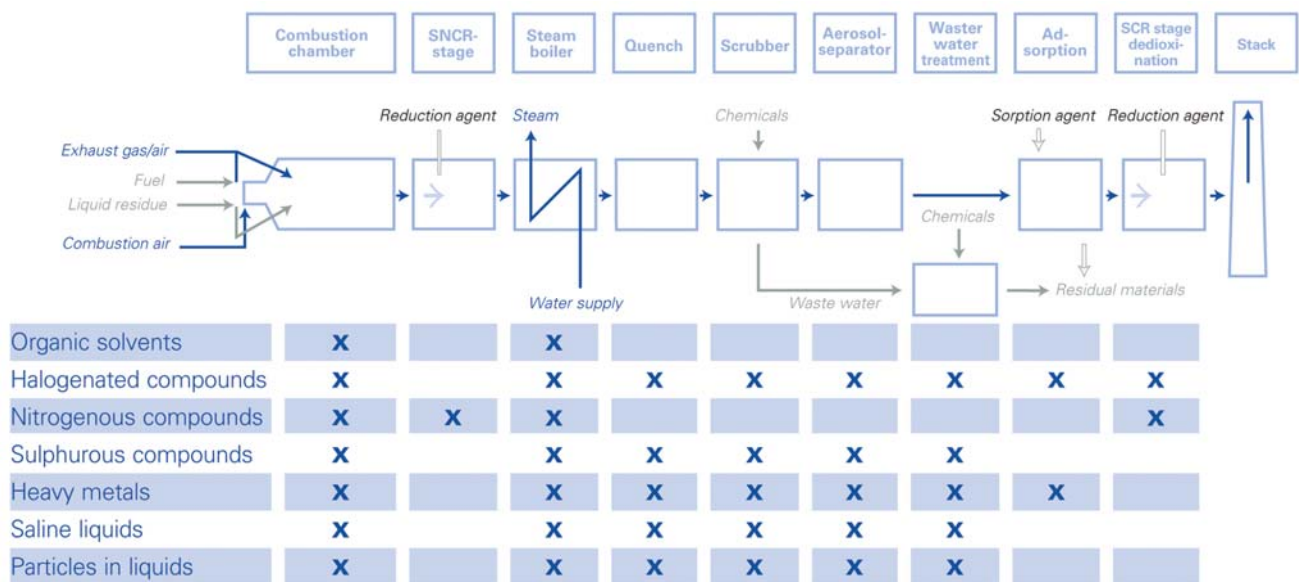 Combustion
chamber
SNCR-
stage
Steam
boiler
Quench
Scrubber
Aerosol-
separator
Waster
water
treatment
Ad-
sorption
SCR stage
dedioxi-
nation
Stack
Reduction agent
Steam
Chemicals
Sorption agent
Reduction agent
Exhaust gas/air
Fuel
Liquid residue
Combustion air
Chemicals
Water supply
Waste water
Residual materials
Organic solvents X X
Halogenated compounds X X X X X X X X
Nitrogenous compounds X X X X
Sulphurous compounds X X X X X X
Heavy metals X X X X X X X
Saline liquids X X X X X X
Particles in liquids X X X X X X